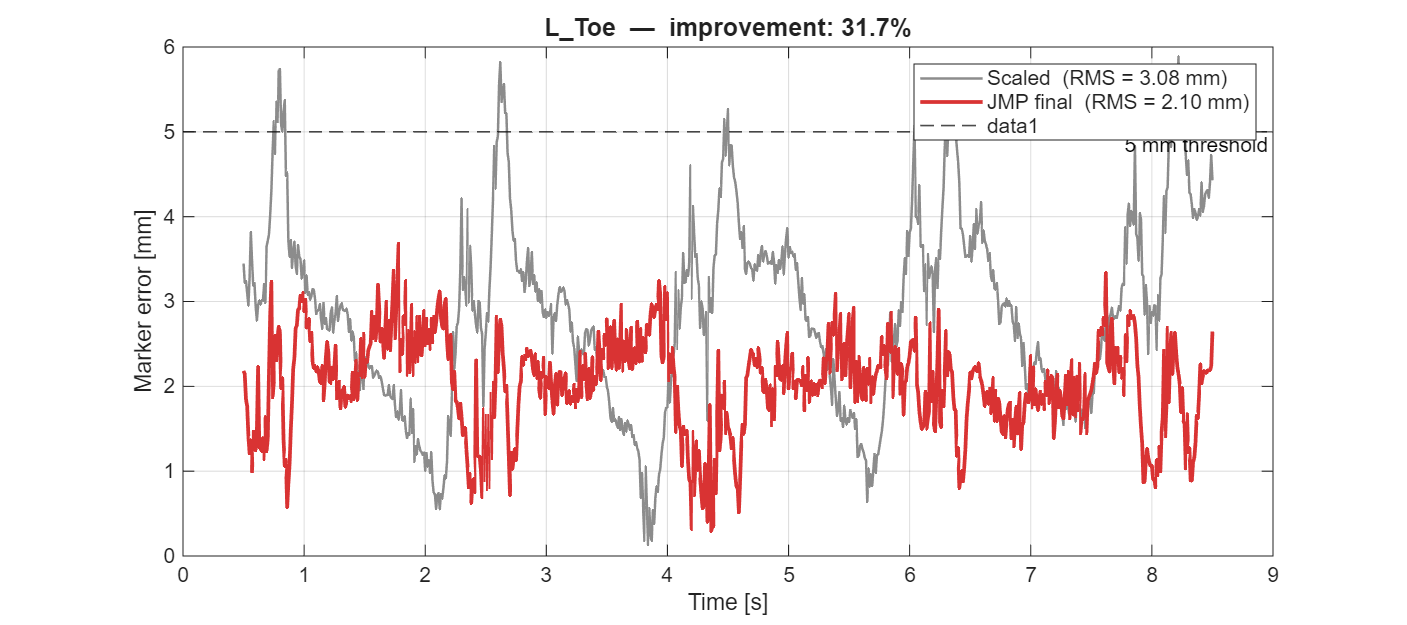 L_Toe — improvement: 31.7%
Scaled (RMS = 3.08 mm)
JMP final (RMS = 2.10 mm)
data1
5 mm threshold
Marker error [mm]
6
5
4
3
2
1
0
0 1 2 3 4 5 6 7 8 9
Time [s]